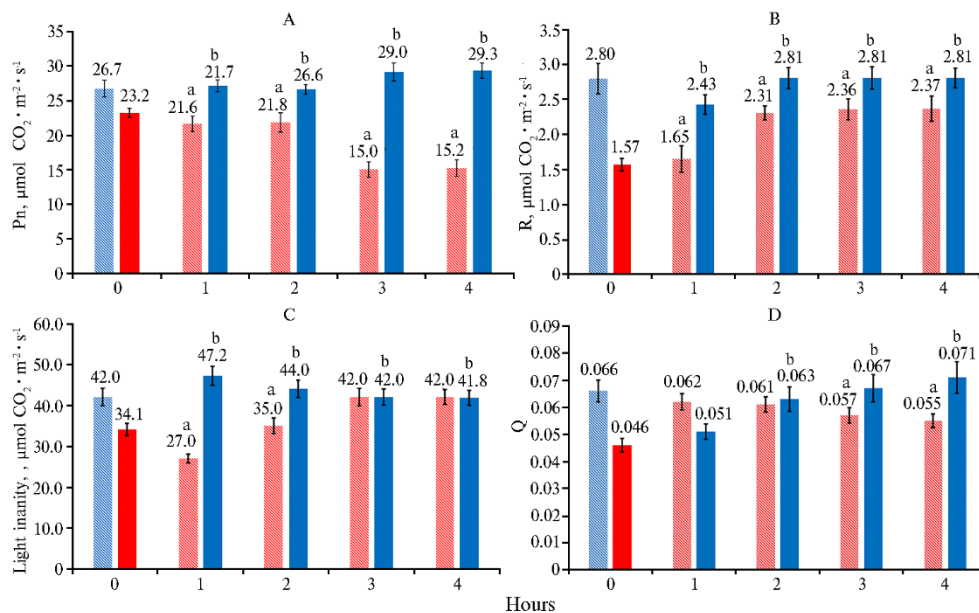 A
Pn, μmol CO₂ • m⁻² • s⁻¹
35
30
25
20
15
10
5
0
26.7
23.2
a
21.6
b
21.7
a
21.8
b
26.6
a
15.0
b
29.0
a
15.2
b
29.3
0 1 2 3 4
B
R, μmol CO₂ • m⁻² • s⁻¹
3.5
3.0
2.5
2.0
1.5
1.0
0.5
0
2.80
1.57
a
1.65
b
2.43
a
2.31
b
2.81
a
2.36
b
2.81
a
2.37
b
2.81
0 1 2 3 4
C
Light inanity, , μmol CO₂ • m⁻² • s⁻¹
60.0
50.0
40.0
30.0
20.0
10.0
0.0
42.0
34.1
a
27.0
b
47.2
a
35.0
b
44.0
42.0
b
42.0
42.0
b
41.8
0 1 2 3 4
D
Q
0.09
0.08
0.07
0.06
0.05
0.04
0.03
0.02
0.01
0
0.066
0.046
0.062
0.051
0.061
b
0.063
a
0.057
b
0.067
a
0.055
b
0.071
0 1 2 3 4
Hours